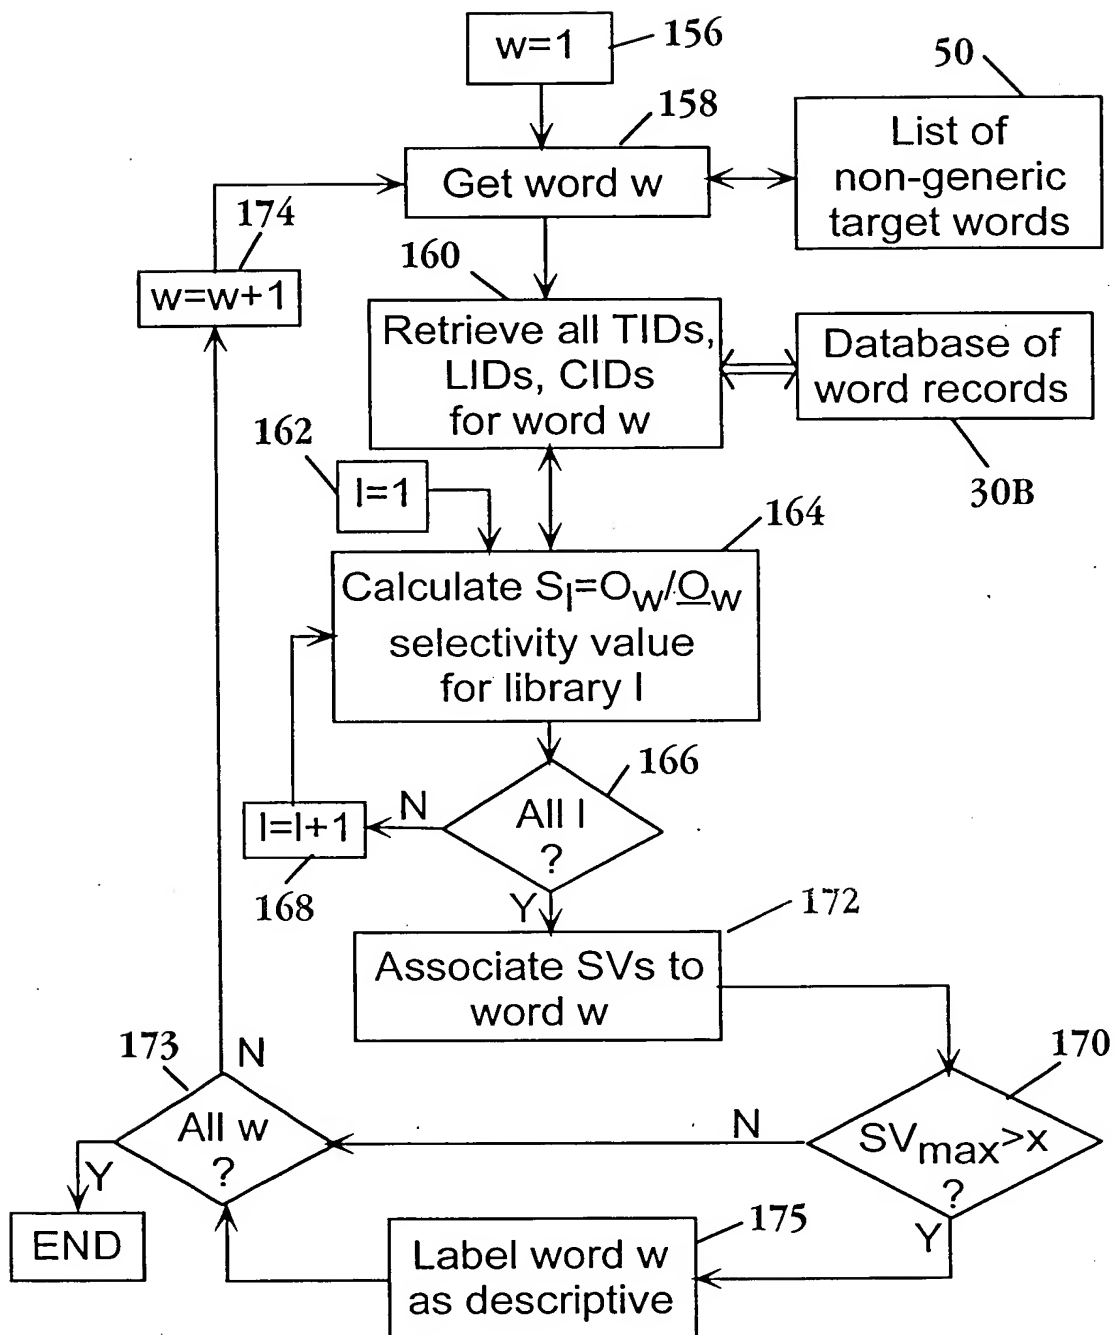 w=1
156
50
158
List of
non-generic
target words
Get word w
174
160
w=w+1
Retrieve all TIDs,
LIDs, CIDs
for word w
Database of
word records
162
l=1
30B
164
Calculate Sl=Ow/Ow
selectivity value
for library l
166
N
All l
?
l=l+1
168
Y
172
Associate SVs to
word w
173
N
170
All w
?
N
SVmax>x
?
Y
END
175
Y
Label word w
as descriptive